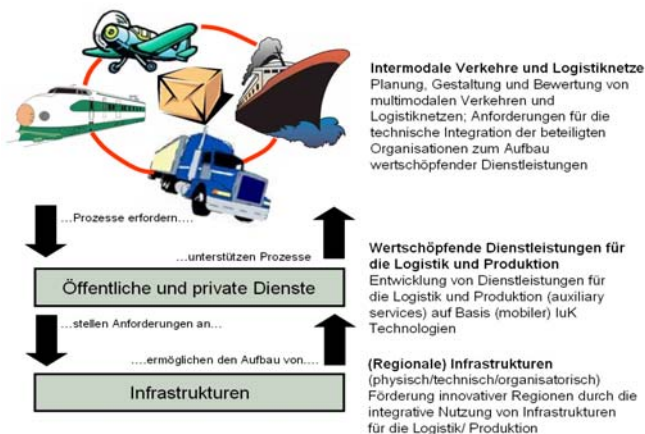 Intermodale Verkehre und Logistiknetze
Planung, Gestaltung und Bewertung von
multimodalen Verkehren und
Logistiknetzen; Anforderungen für die
technische Integration der beteiligten
Organisationen zum Aufbau
wertschöpfender Dienstleistungen
...Prozesse erfordern....
...unterstützen Prozesse
Öffentliche und private Dienste
Wertschöpfende Dienstleistungen für
die Logistik und Produktion
Entwicklung von Dienstleistungen für
die Logistik und Produktion (auxiliary
services) auf Basis (mobiler) IuK
Technologien
...stellen Anforderungen an...
....ermöglichen den Aufbau von....
Infrastrukturen
(Regionale) Infrastrukturen
(physisch/technisch/organisatorisch)
Förderung innovativer Regionen durch die
integrative Nutzung von Infrastrukturen
für die Logistik/ Produktion